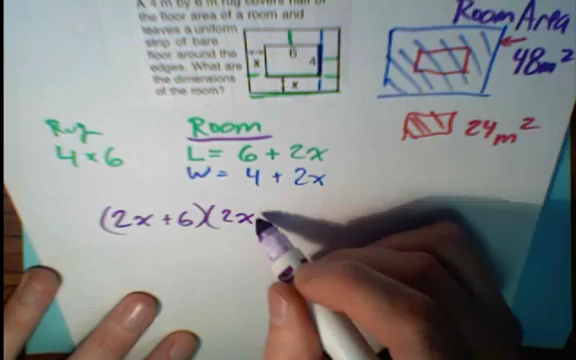 A 4 m by 6 m rug covers half of
the floor area of a room and
leaves a uniform
strip of bare
floor around the
edges. What are
the dimensions
of the room?
x
6
4
x
Room Area
48m²
24m²
Rug
4 × 6
Room
L = 6 + 2x
W = 4 + 2x
(2x + 6)(2x